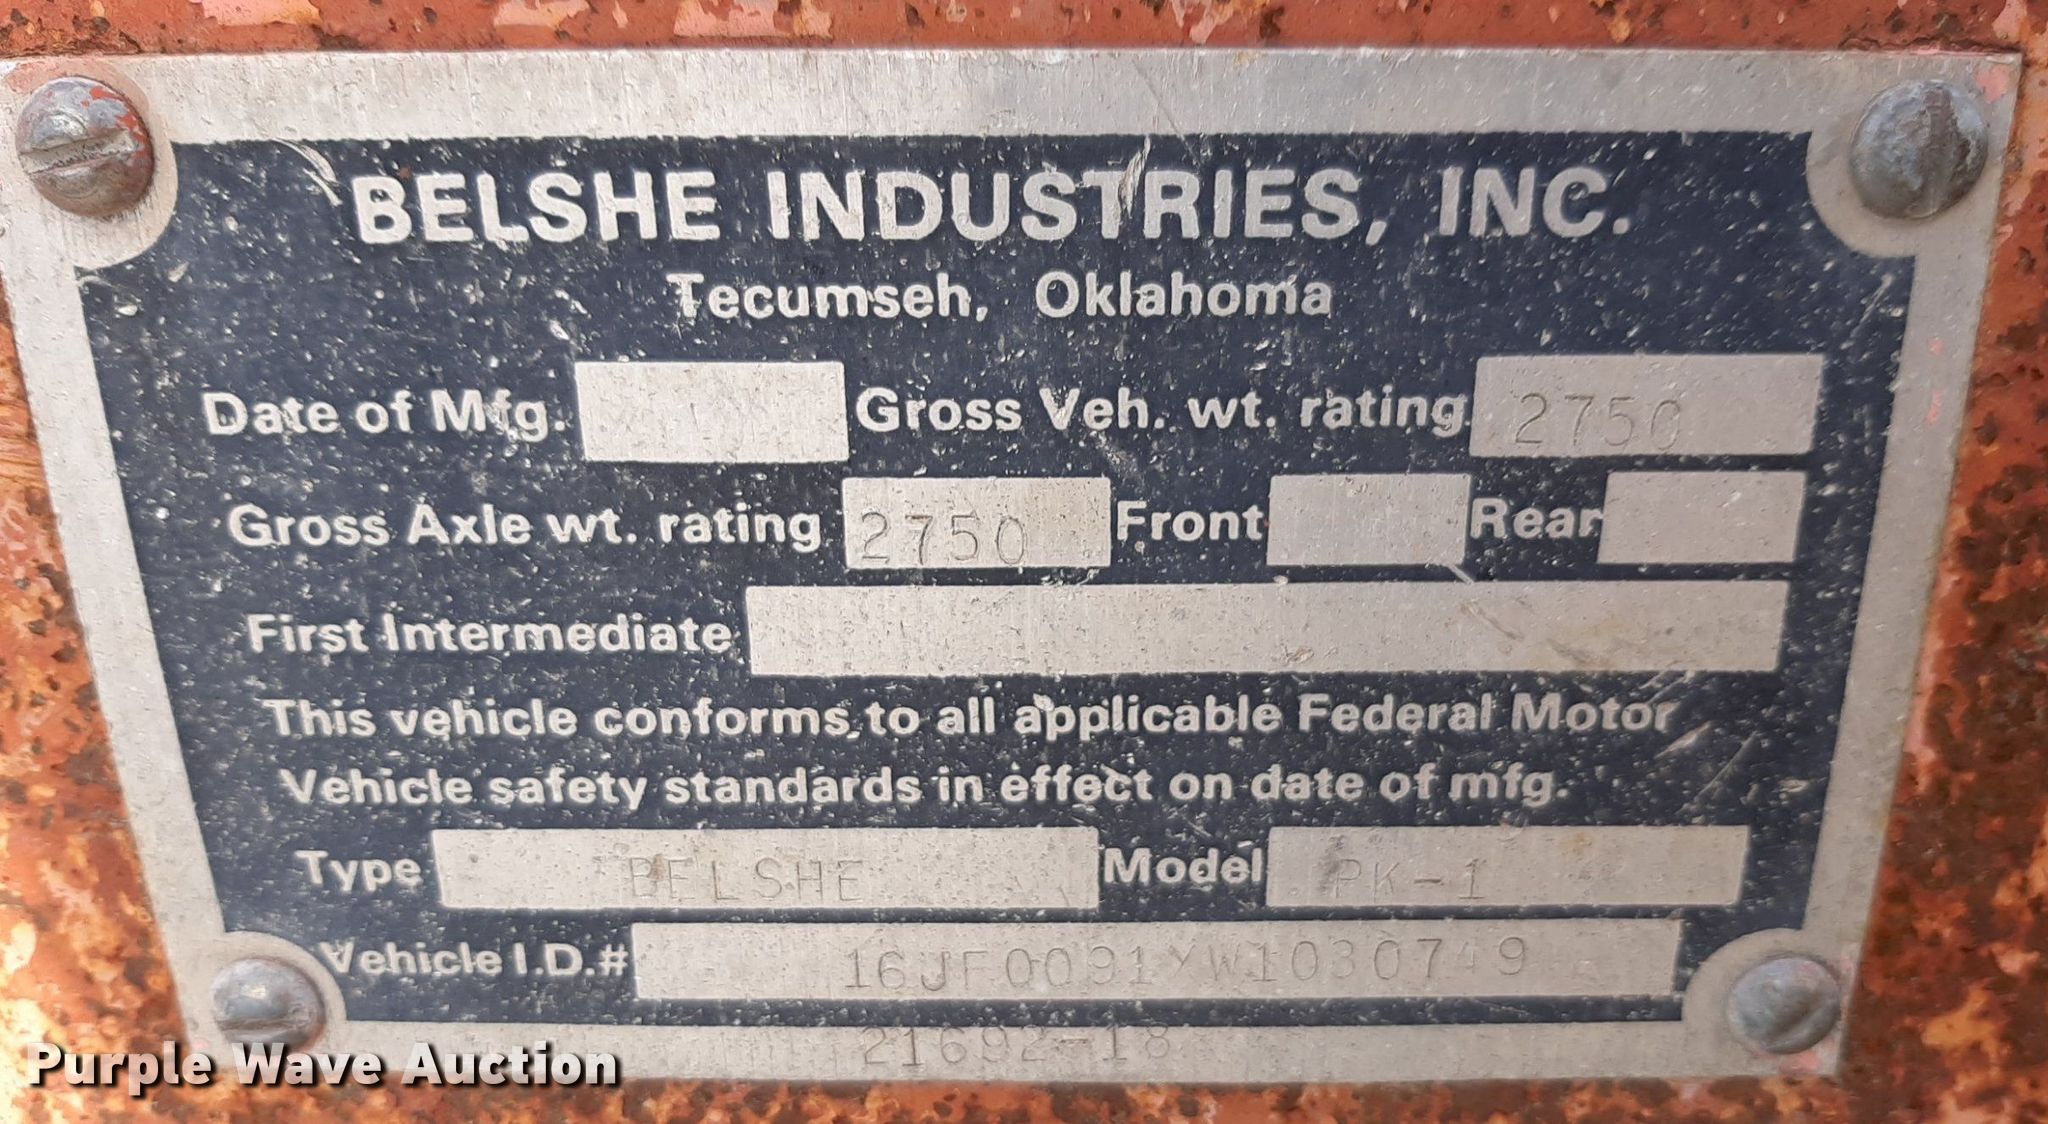 BELSHE INDUSTRIES, INC.
Tecumseh, Oklahoma
Date of Mfg. Gross Veh. wt. rating 2750
Gross Axle wt. rating 2750 Front Rear
First Intermediate
This vehicle conforms to all applicable Federal Motor
Vehicle safety standards in effect on date of mfg.
Type BELSHE Model PK-1
Vehicle I.D.# 16JF0091XW1030749
21692-18
Purple Wave Auction